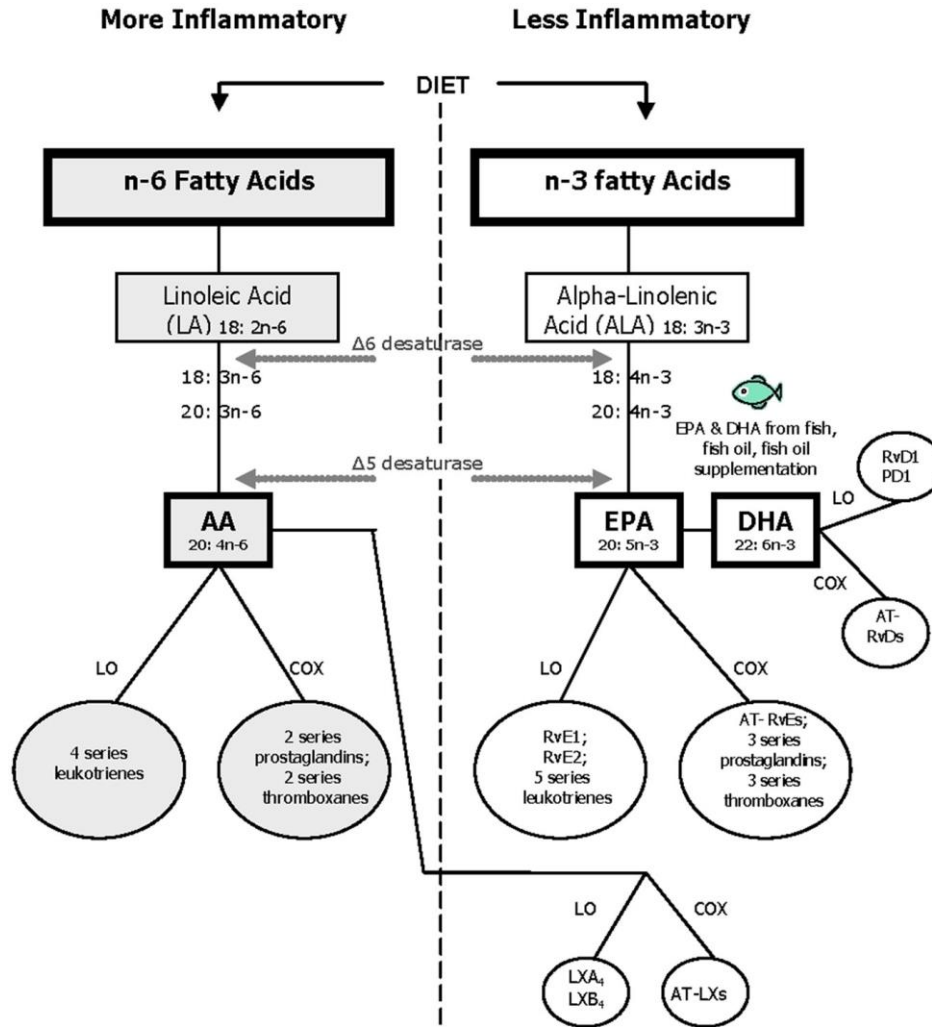 More Inflammatory
Less Inflammatory
DIET
n-6 Fatty Acids
n-3 fatty Acids
Linoleic Acid
(LA) 18: 2n-6
Alpha-Linolenic
Acid (ALA) 18: 3n-3
Δ6 desaturase
18: 3n-6
20: 3n-6
18: 4n-3
20: 4n-3
EPA & DHA from fish,
fish oil, fish oil
supplementation
Δ5 desaturase
AA
20: 4n-6
EPA
20: 5n-3
DHA
22: 6n-3
LO
RvD1
PD1
COX
AT-
RvDs
LO
COX
4 series
leukotrienes
2 series
prostaglandins;
2 series
thromboxanes
LO
COX
RvE1;
RvE2;
5 series
leukotrienes
AT- RvEs;
3 series
prostaglandins;
3 series
thromboxanes
LO
COX
LXA₄
LXB₄
AT-LXs